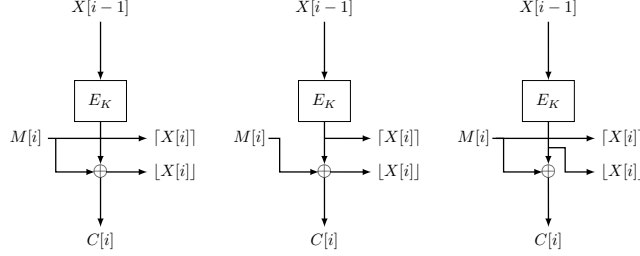 X[i − 1] X[i − 1] X[i − 1]
E_K E_K E_K
M[i] ⌈X[i]⌉ M[i] ⌈X[i]⌉ M[i] ⌈X[i]⌉
⌊X[i]⌋ ⌊X[i]⌋ ⌊X[i]⌋
C[i] C[i] C[i]